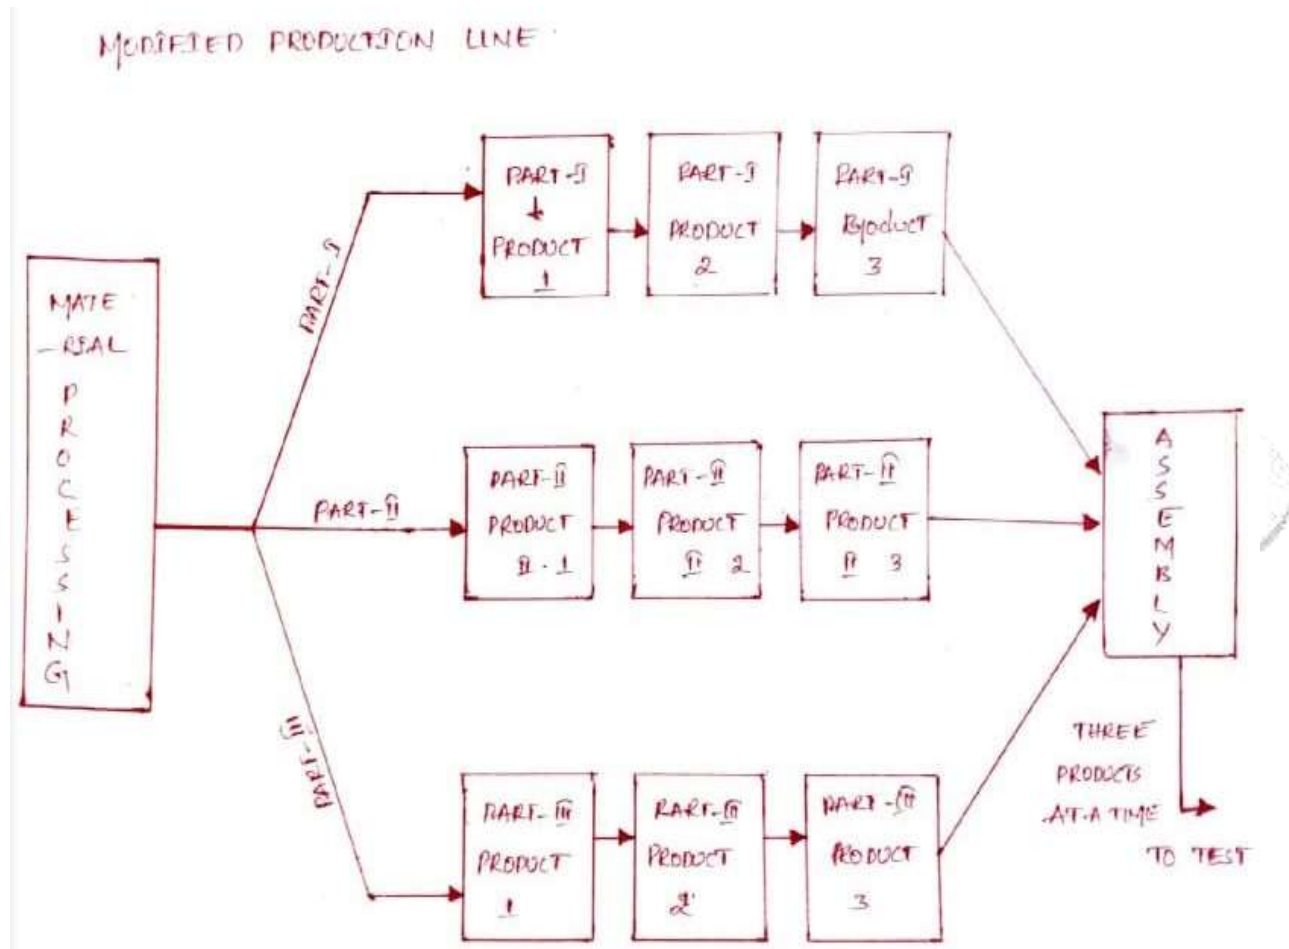 MODIFIED PRODUCTION LINE
MATE
-RIAL
PROCESSING
PART-I
PART-I
PRODUCT
1
PART-I
PRODUCT
2
PART-I
Product
3
PART-II
PART-II
PRODUCT
II - 1
PART-II
PRODUCT
II 2
PART-II
PRODUCT
II 3
PART-III
PART-III
PRODUCT
1
PART-III
PRODUCT
2
PART-III
PRODUCT
3
ASSEMBLY
THREE
PRODUCTS
AT-A TIME
TO TEST